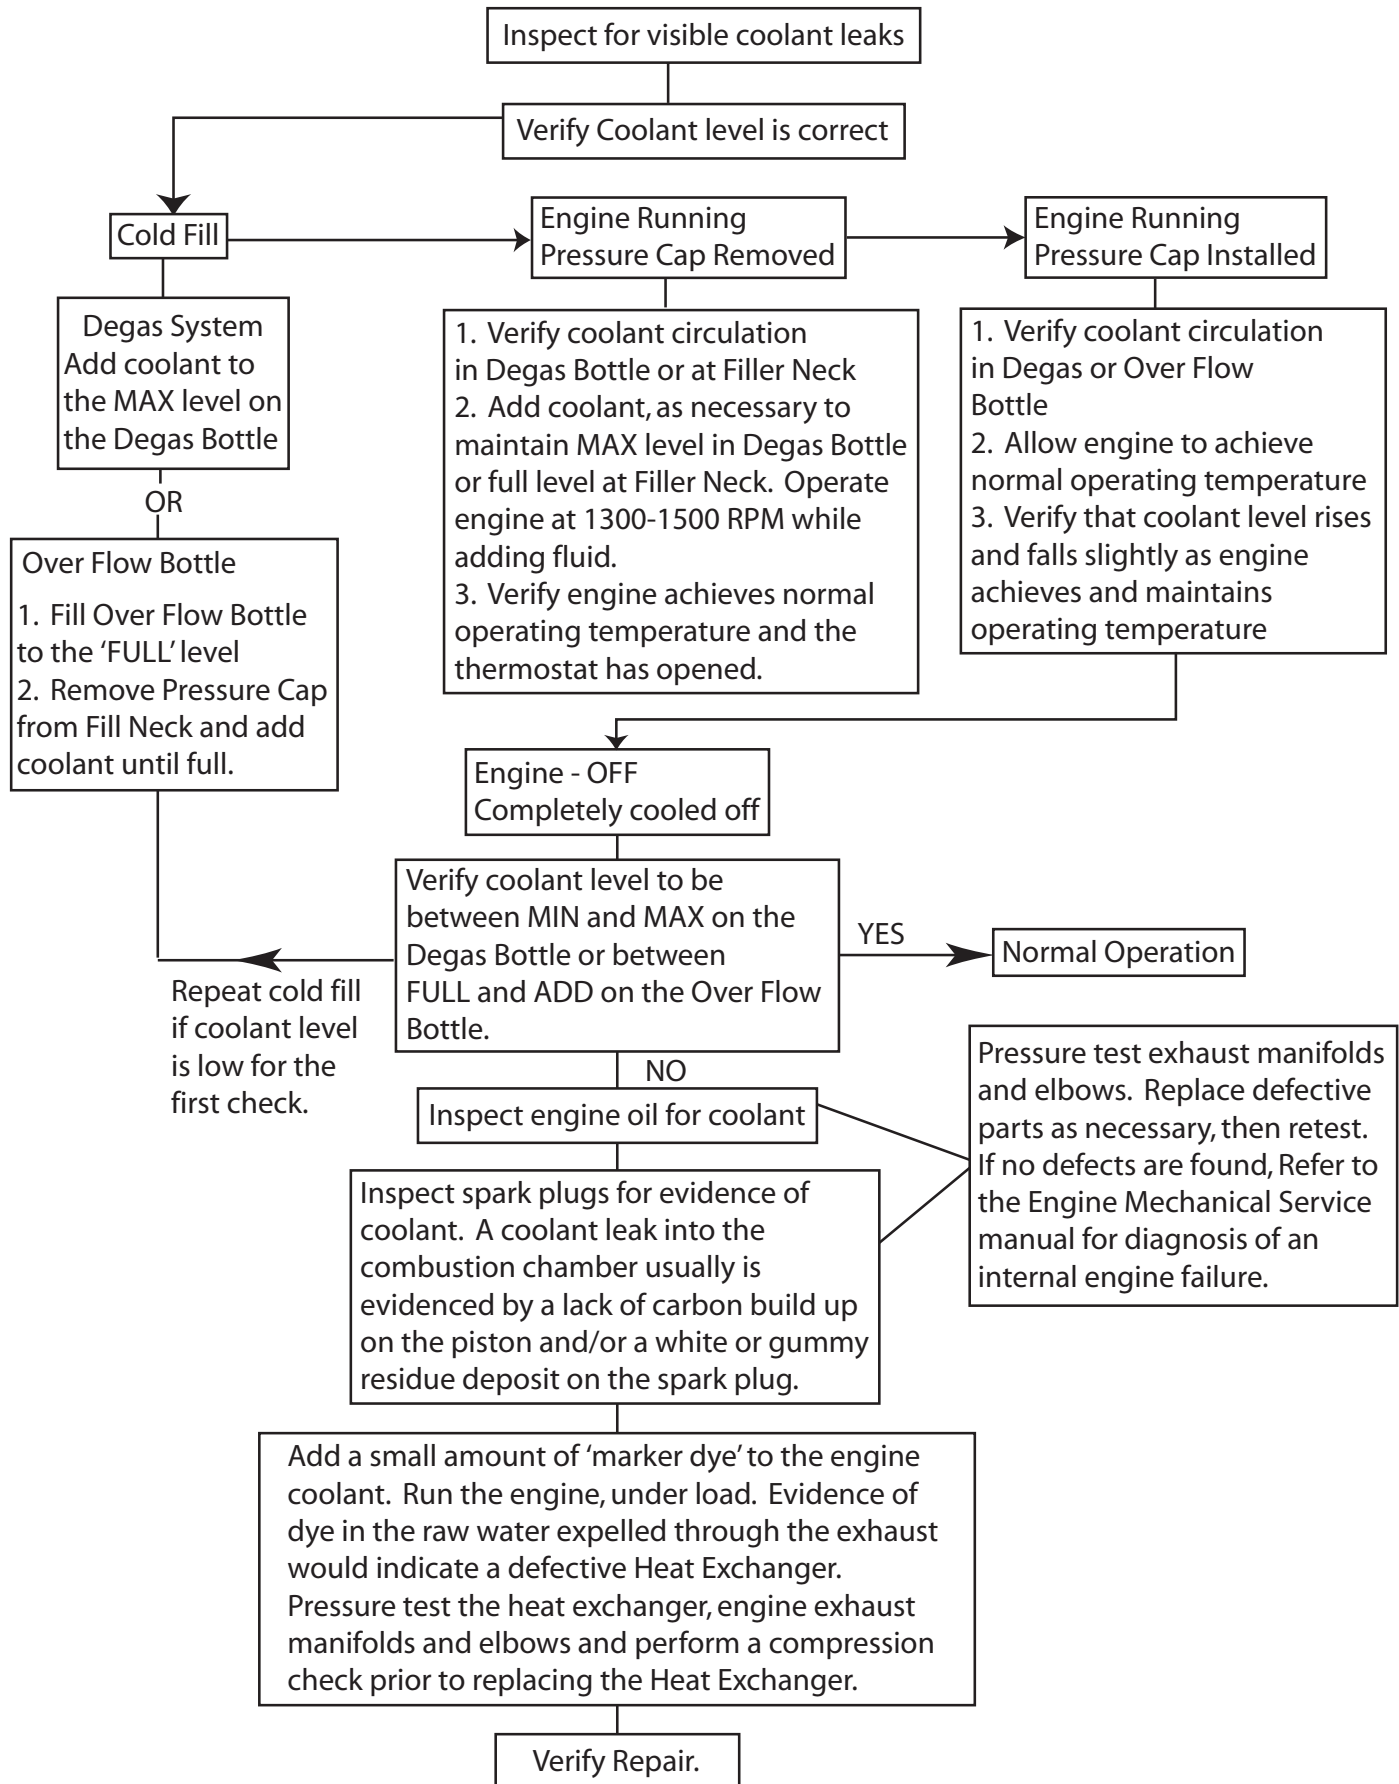 Inspect for visible coolant leaks
Verify Coolant level is correct
Cold Fill
Engine Running
Pressure Cap Removed
Engine Running
Pressure Cap Installed
Degas System
Add coolant to
the MAX level on
the Degas Bottle
OR
Over Flow Bottle
1. Fill Over Flow Bottle
to the ‘FULL’ level
2. Remove Pressure Cap
from Fill Neck and add
coolant until full.
1. Verify coolant circulation
in Degas Bottle or at Filler Neck
2. Add coolant, as necessary to
maintain MAX level in Degas Bottle
or full level at Filler Neck. Operate
engine at 1300-1500 RPM while
adding fluid.
3. Verify engine achieves normal
operating temperature and the
thermostat has opened.
1. Verify coolant circulation
in Degas or Over Flow
Bottle
2. Allow engine to achieve
normal operating temperature
3. Verify that coolant level rises
and falls slightly as engine
achieves and maintains
operating temperature
Engine - OFF
Completely cooled off
Verify coolant level to be
between MIN and MAX on the
Degas Bottle or between
FULL and ADD on the Over Flow
Bottle.
YES
Normal Operation
Repeat cold fill
if coolant level
is low for the
first check.
NO
Inspect engine oil for coolant
Pressure test exhaust manifolds
and elbows. Replace defective
parts as necessary, then retest.
If no defects are found, Refer to
the Engine Mechanical Service
manual for diagnosis of an
internal engine failure.
Inspect spark plugs for evidence of
coolant. A coolant leak into the
combustion chamber usually is
evidenced by a lack of carbon build up
on the piston and/or a white or gummy
residue deposit on the spark plug.
Add a small amount of ‘marker dye’ to the engine
coolant. Run the engine, under load. Evidence of
dye in the raw water expelled through the exhaust
would indicate a defective Heat Exchanger.
Pressure test the heat exchanger, engine exhaust
manifolds and elbows and perform a compression
check prior to replacing the Heat Exchanger.
Verify Repair.